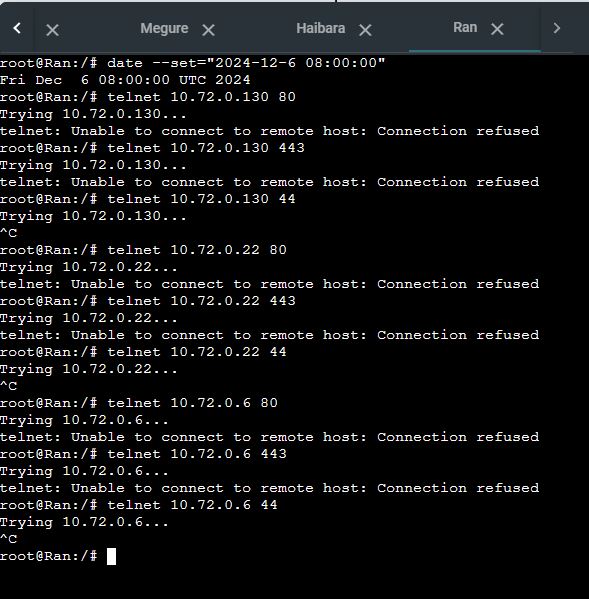 Megure
Haibara
Ran
root@Ran:/# date --set="2024-12-6 08:00:00"
Fri Dec  6 08:00:00 UTC 2024
root@Ran:/# telnet 10.72.0.130 80
Trying 10.72.0.130...
telnet: Unable to connect to remote host: Connection refused
root@Ran:/# telnet 10.72.0.130 443
Trying 10.72.0.130...
telnet: Unable to connect to remote host: Connection refused
root@Ran:/# telnet 10.72.0.130 44
Trying 10.72.0.130...
^C
root@Ran:/# telnet 10.72.0.22 80
Trying 10.72.0.22...
telnet: Unable to connect to remote host: Connection refused
root@Ran:/# telnet 10.72.0.22 443
Trying 10.72.0.22...
telnet: Unable to connect to remote host: Connection refused
root@Ran:/# telnet 10.72.0.22 44
Trying 10.72.0.22...
^C
root@Ran:/# telnet 10.72.0.6 80
Trying 10.72.0.6...
telnet: Unable to connect to remote host: Connection refused
root@Ran:/# telnet 10.72.0.6 443
Trying 10.72.0.6...
telnet: Unable to connect to remote host: Connection refused
root@Ran:/# telnet 10.72.0.6 44
Trying 10.72.0.6...
^C
root@Ran:/#